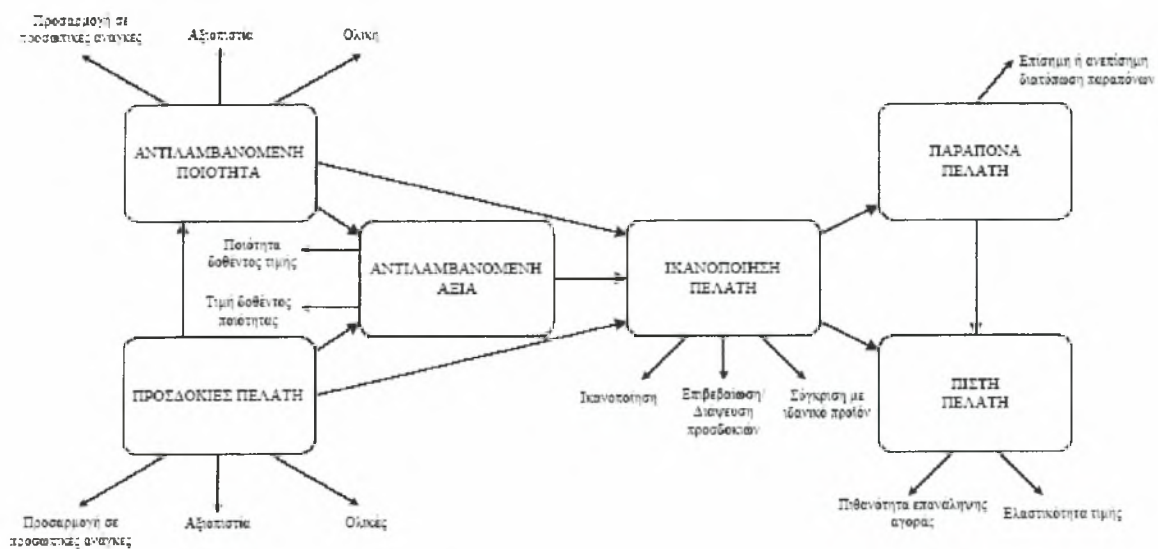 Προσαρμογή σε
προσωπικές ανάγκες
Αξιοπιστία
Ολική
Επίσημη ή ανεπίσημη
διατύπωση παραπόνων
ΑΝΤΙΛΑΜΒΑΝΟΜΕΝΗ
ΠΟΙΟΤΗΤΑ
ΠΑΡΑΠΟΝΑ
ΠΕΛΑΤΗ
Ποιότητα
δοθέντος τιμής
ΑΝΤΙΛΑΜΒΑΝΟΜΕΝΗ
ΑΞΙΑ
ΙΚΑΝΟΠΟΙΗΣΗ
ΠΕΛΑΤΗ
Τιμή δοθέντος
ποιότητας
ΠΡΟΣΔΟΚΙΕΣ ΠΕΛΑΤΗ
Ικανοποίηση
Επιβεβαίωση/
Διάψευση
προσδοκιών
Σύγκριση με
ιδανικό προϊόν
ΠΙΣΤΗ
ΠΕΛΑΤΗ
Προσαρμογή σε
προσωπικές ανάγκες
Αξιοπιστία
Ολικές
Πιθανότητα επανάληψης
αγοράς
Ελαστικότητα τιμής